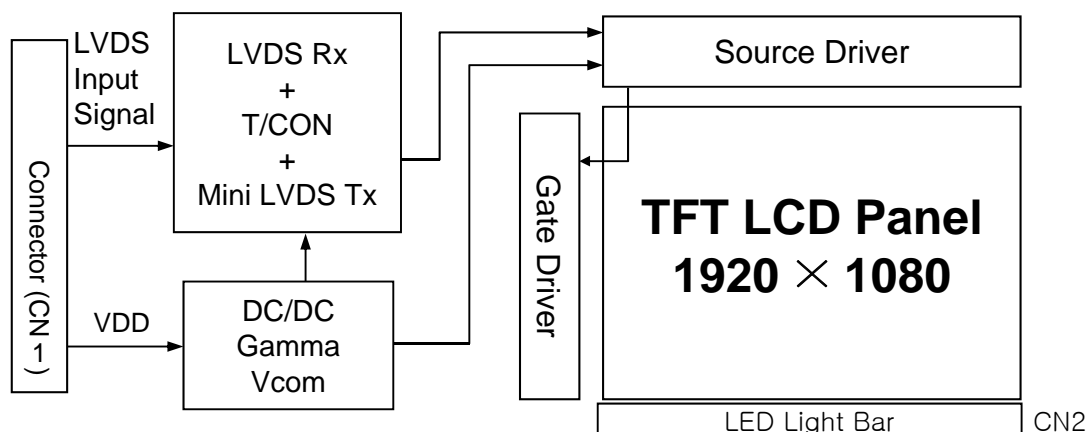 LVDS
Input
Signal
LVDS Rx
+
T/CON
+
Mini LVDS Tx
Source Driver
Connector (CN1)
Gate Driver
TFT LCD Panel
1920 × 1080
VDD
DC/DC
Gamma
Vcom
LED Light Bar
CN2